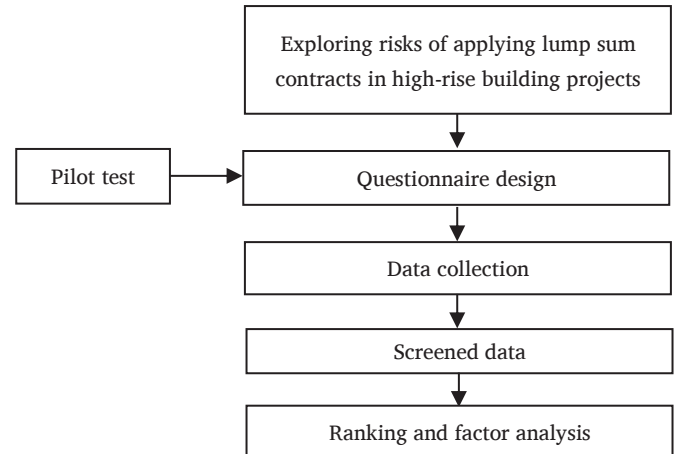 Exploring risks of applying lump sum
contracts in high-rise building projects
Pilot test
Questionnaire design
Data collection
Screened data
Ranking and factor analysis